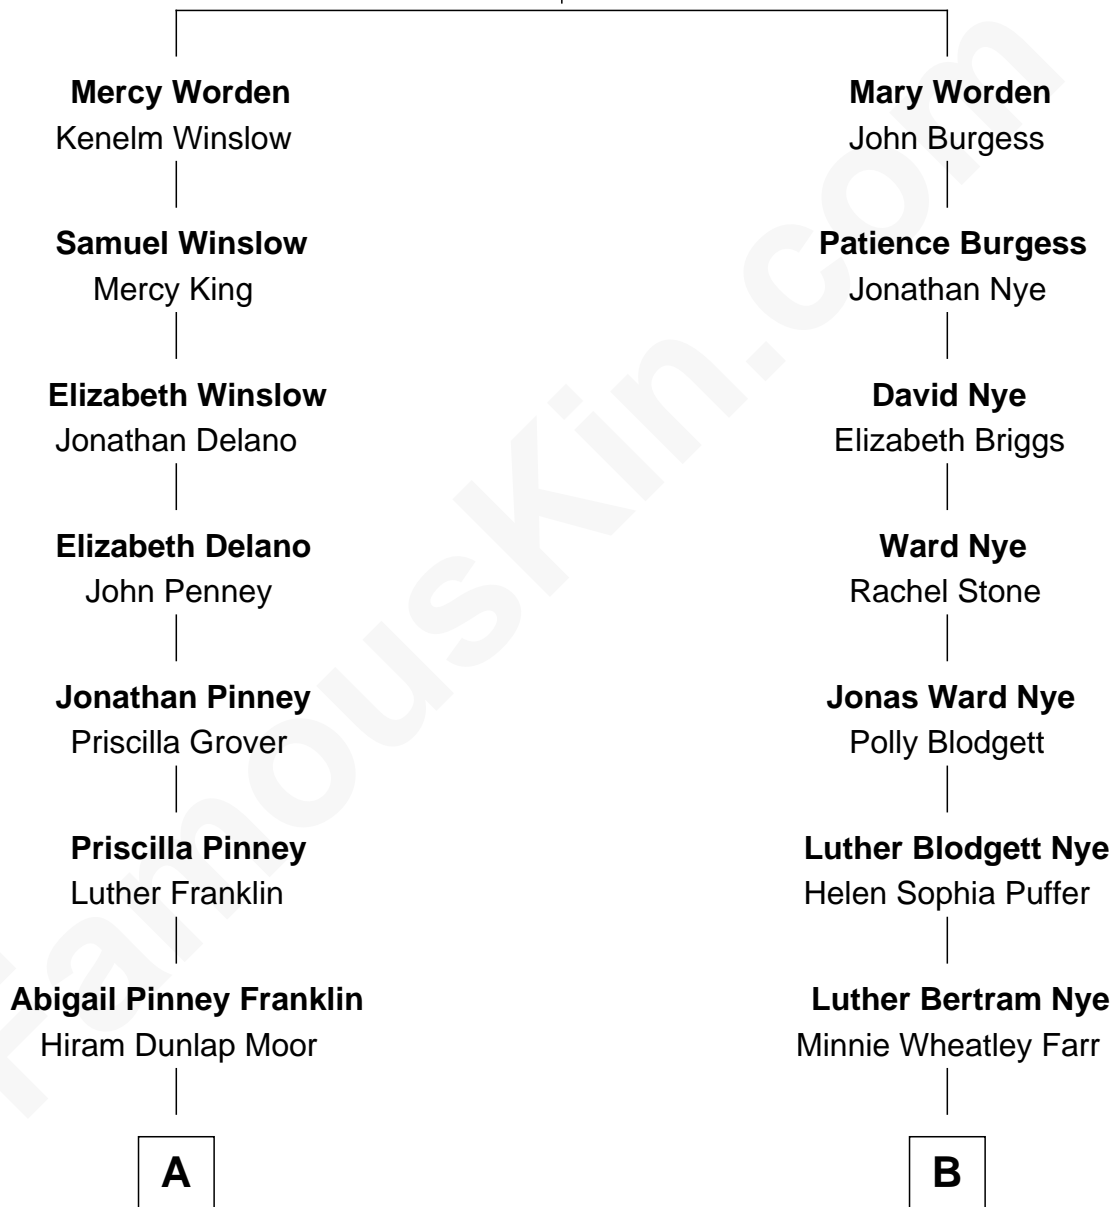 Mercy Worden
Kenelm Winslow
Samuel Winslow
Mercy King
Elizabeth Winslow
Jonathan Delano
Elizabeth Delano
John Penney
Jonathan Pinney
Priscilla Grover
Priscilla Pinney
Luther Franklin
Abigail Pinney Franklin
Hiram Dunlap Moor
A
Mary Worden
John Burgess
Patience Burgess
Jonathan Nye
David Nye
Elizabeth Briggs
Ward Nye
Rachel Stone
Jonas Ward Nye
Polly Blodgett
Luther Blodgett Nye
Helen Sophia Puffer
Luther Bertram Nye
Minnie Wheatley Farr
B
FamousKin.com